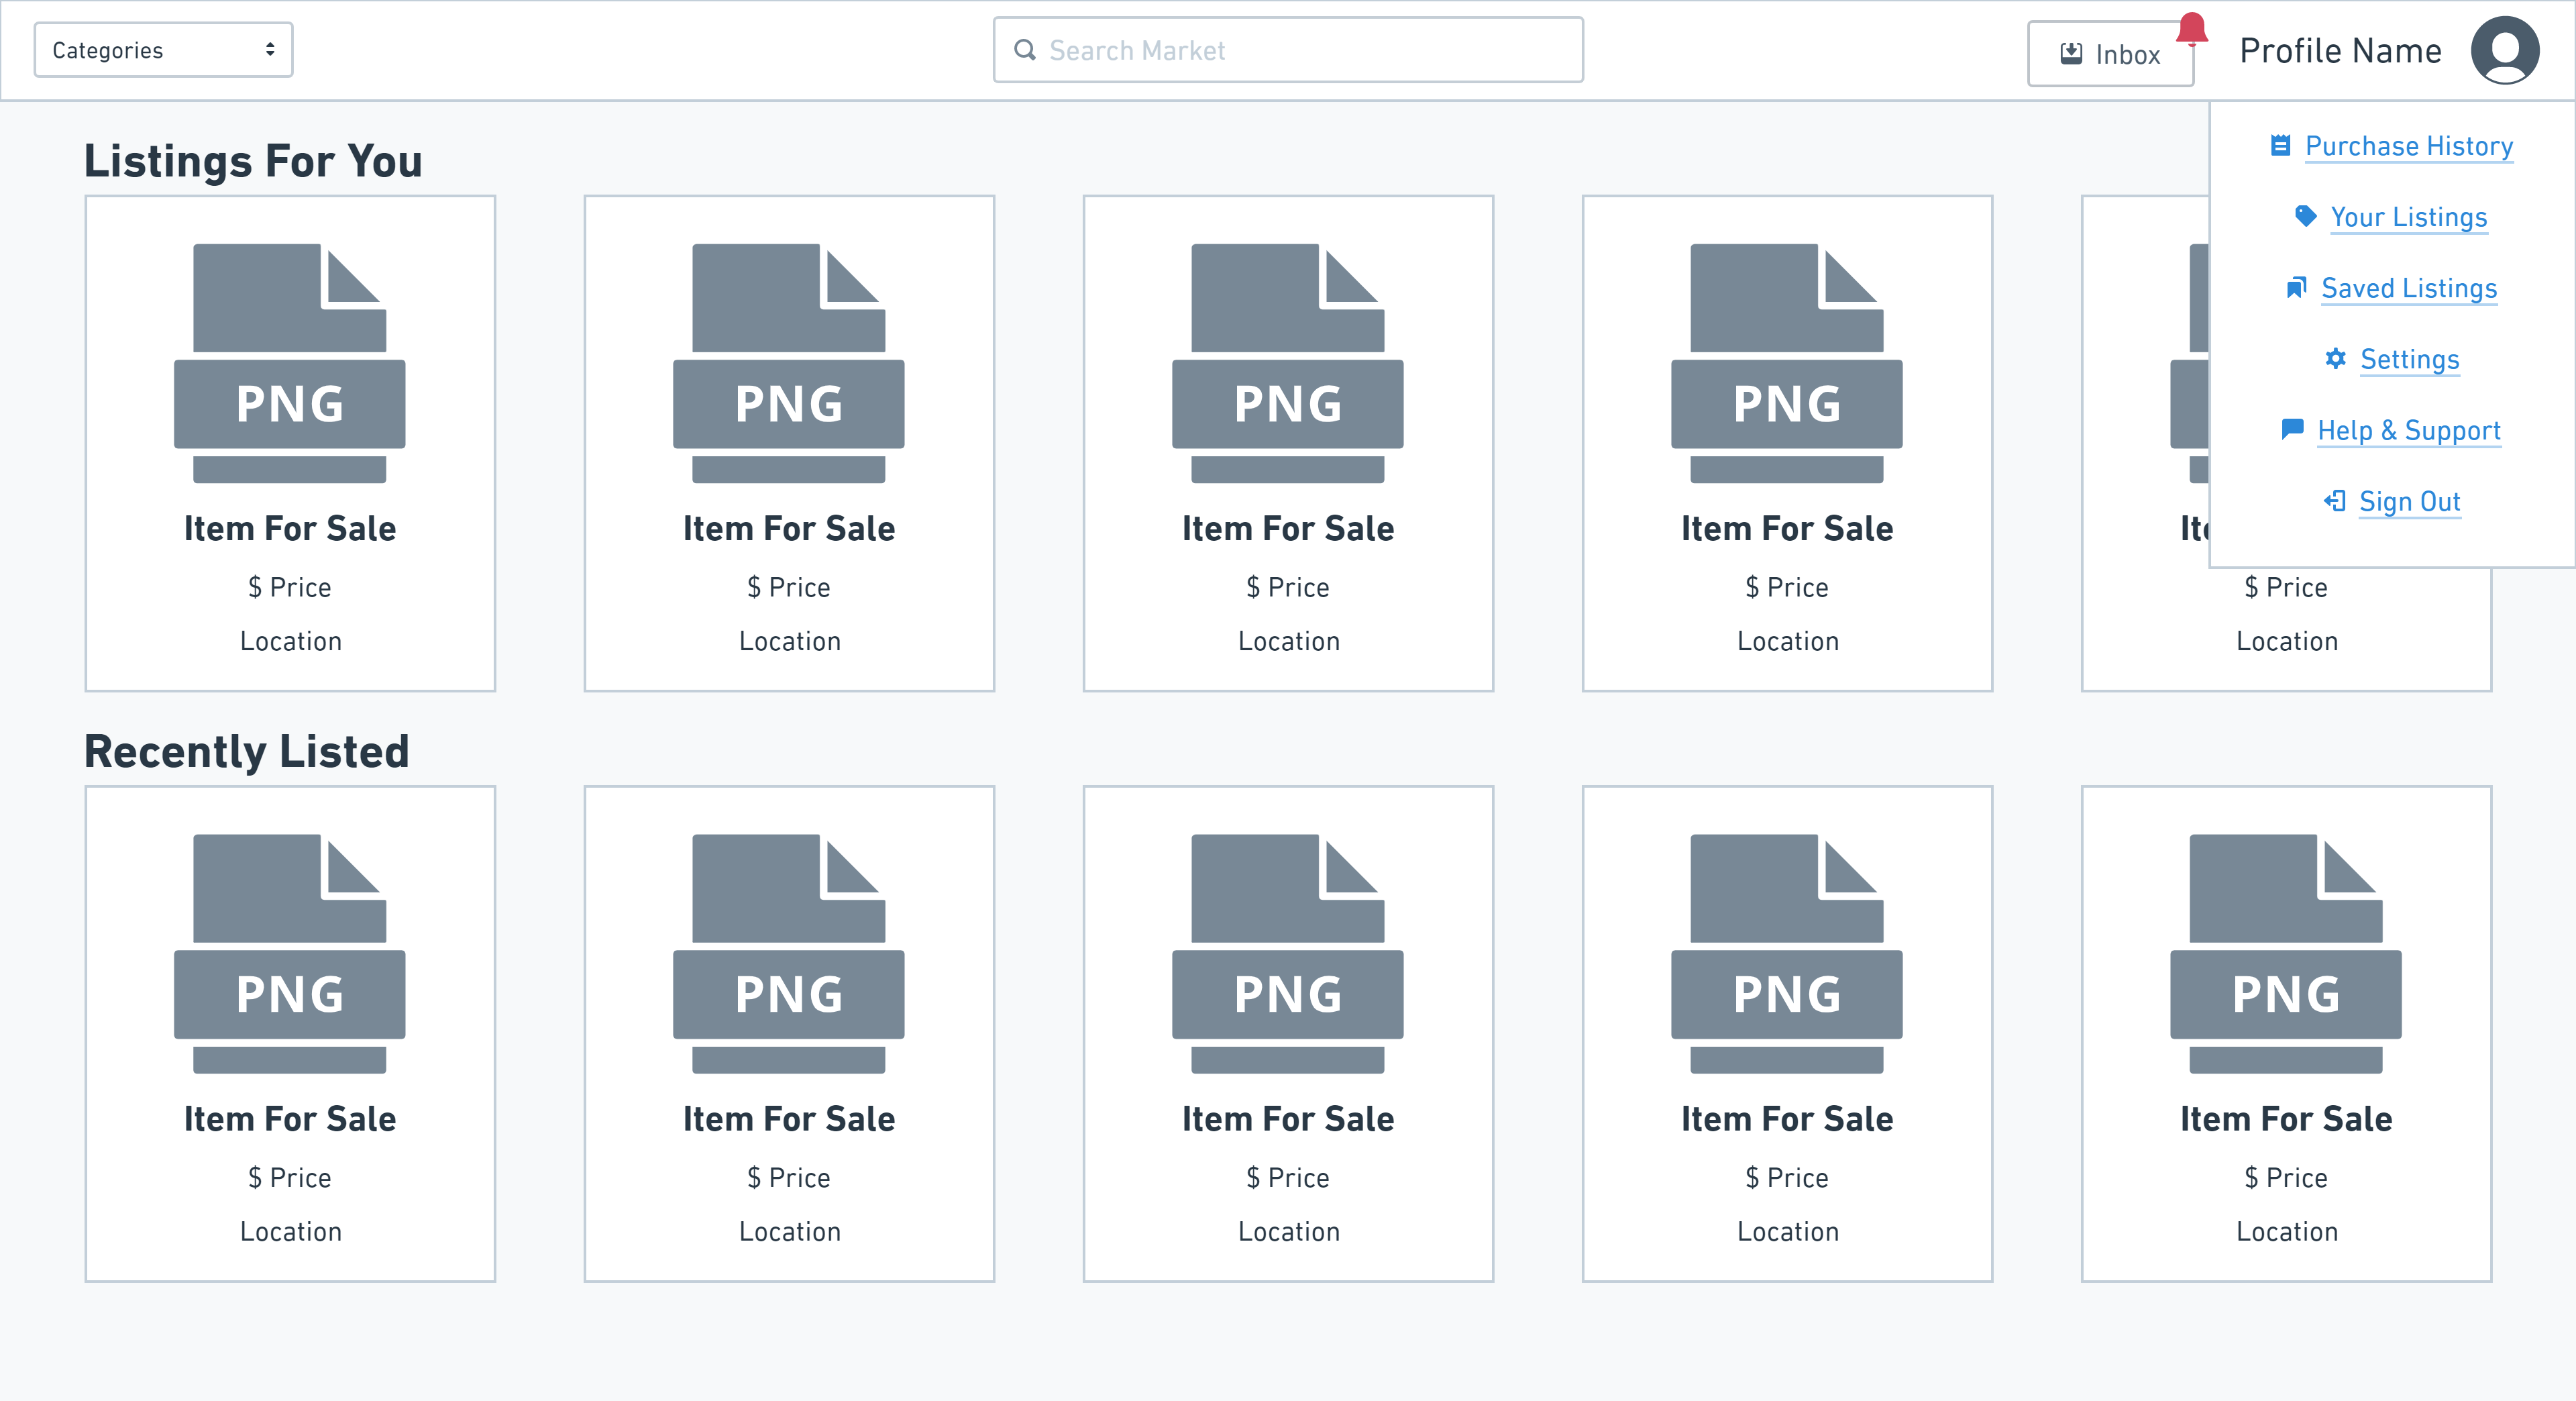 Categories
Search Market
Inbox
Profile Name
Purchase History
Your Listings
Saved Listings
Settings
Help & Support
Sign Out
Listings For You
PNG
PNG
PNG
PNG
Item For Sale
Item For Sale
Item For Sale
Item For Sale
$ Price
$ Price
$ Price
$ Price
$ Price
Location
Location
Location
Location
Location
Recently Listed
PNG
PNG
PNG
PNG
PNG
Item For Sale
Item For Sale
Item For Sale
Item For Sale
Item For Sale
$ Price
$ Price
$ Price
$ Price
$ Price
Location
Location
Location
Location
Location